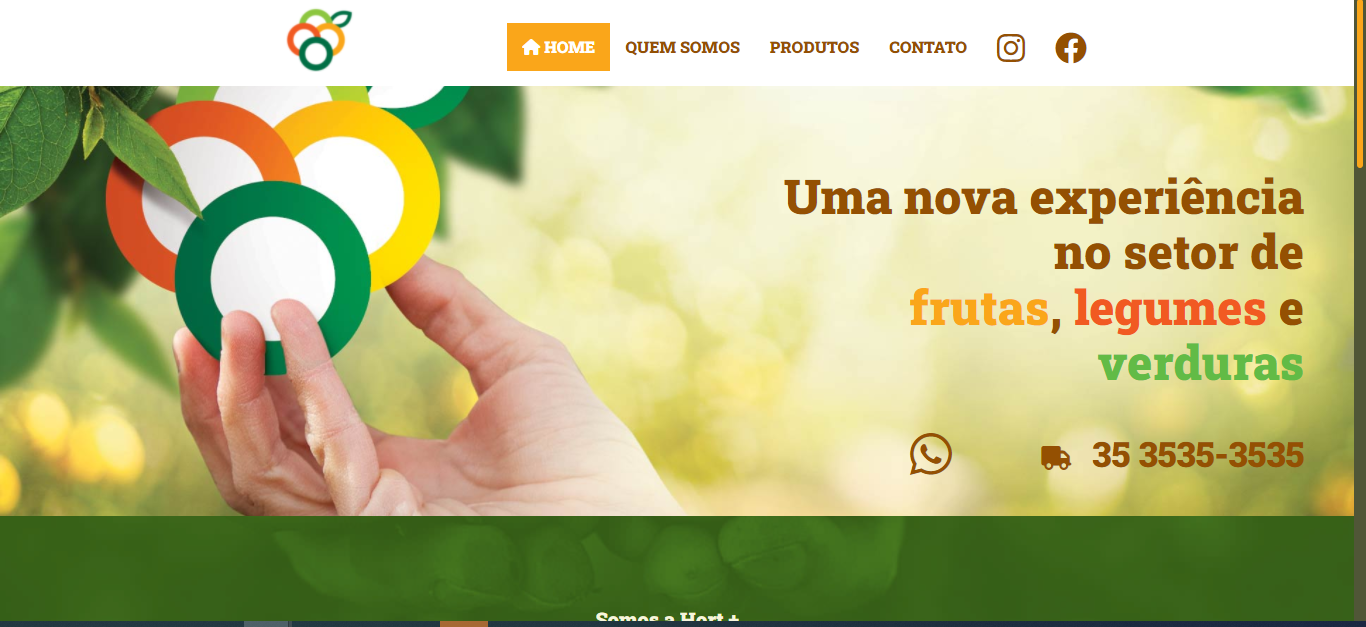 HOME QUEM SOMOS PRODUTOS CONTATO
Uma nova experiência
no setor de
frutas, legumes e
verduras
35 3535-3535
Somos a Hort +